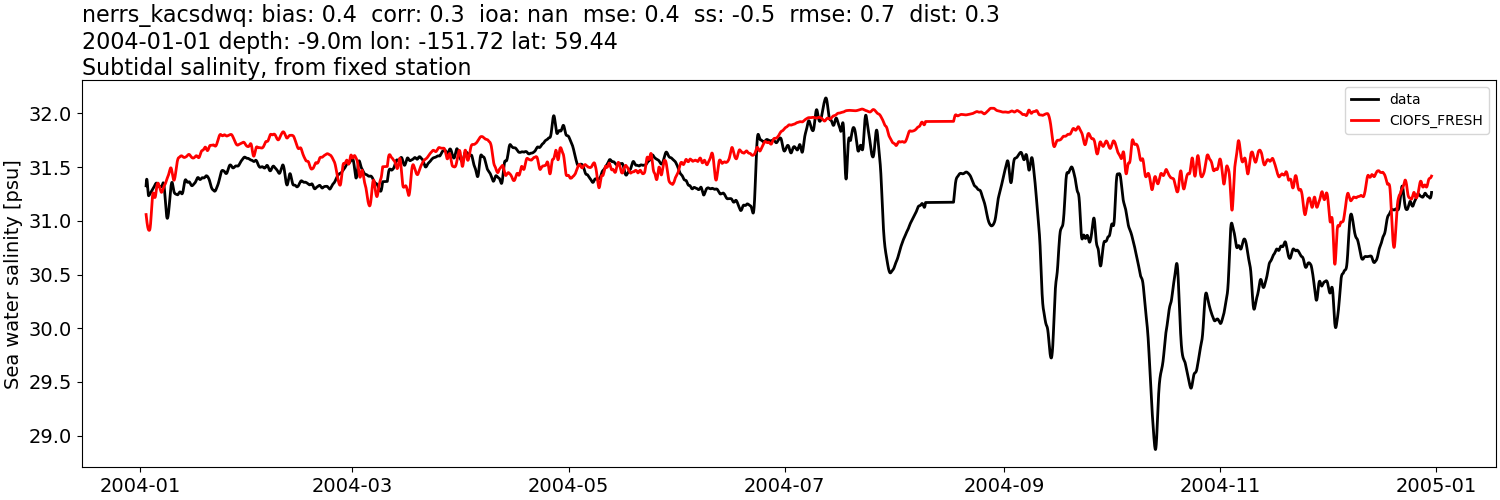 nerrs_kacsdwq: bias: 0.4  corr: 0.3  ioa: nan  mse: 0.4  ss: -0.5  rmse: 0.7  dist: 0.3
2004-01-01 depth: -9.0m lon: -151.72 lat: 59.44
Subtidal salinity, from fixed station
data
CIOFS_FRESH
Sea water salinity [psu]
32.0
31.5
31.0
30.5
30.0
29.5
29.0
2004-01 2004-03 2004-05 2004-07 2004-09 2004-11 2005-01